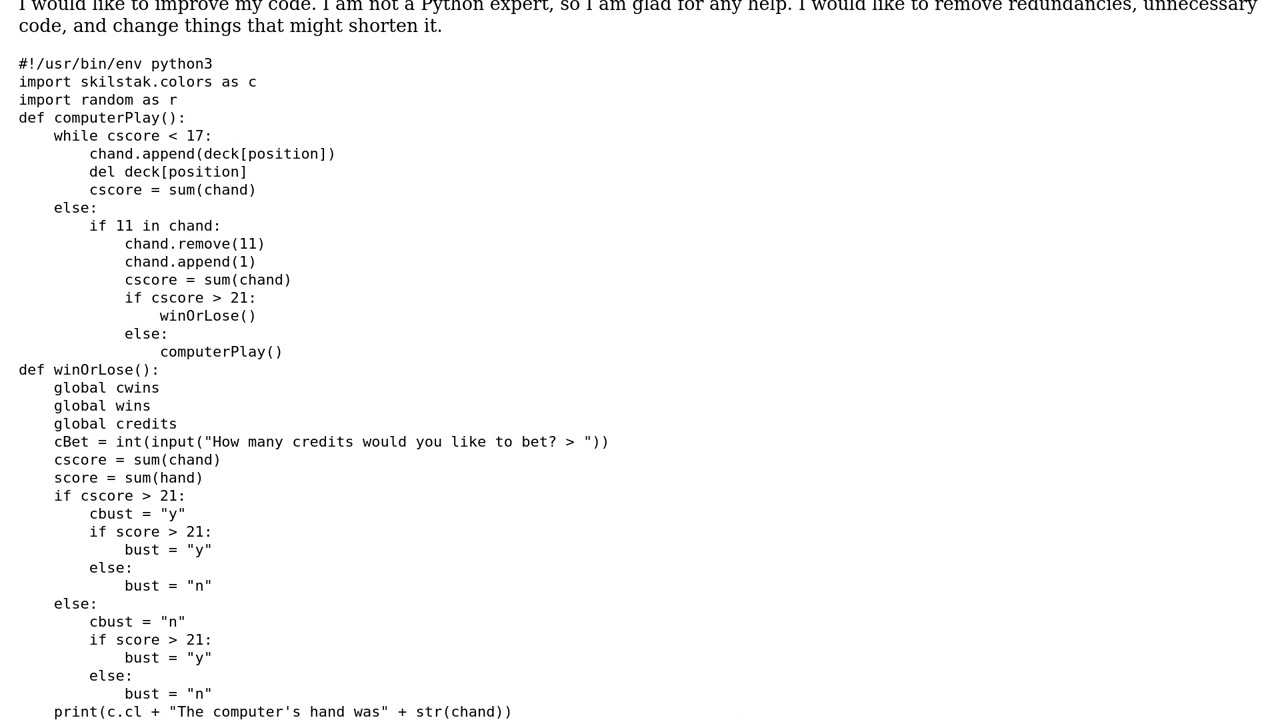 I would like to improve my code. I am not a Python expert, so I am glad for any help. I would like to remove redundancies, unnecessary
code, and change things that might shorten it.
#!/usr/bin/env python3
import skilstak.colors as c
import random as r
def computerPlay():
    while cscore < 17:
        chand.append(deck[position])
        del deck[position]
        cscore = sum(chand)
    else:
        if 11 in chand:
            chand.remove(11)
            chand.append(1)
            cscore = sum(chand)
            if cscore > 21:
                winOrLose()
            else:
                computerPlay()
def winOrLose():
    global cwins
    global wins
    global credits
    cBet = int(input("How many credits would you like to bet? > "))
    cscore = sum(chand)
    score = sum(hand)
    if cscore > 21:
        cbust = "y"
        if score > 21:
            bust = "y"
        else:
            bust = "n"
    else:
        cbust = "n"
        if score > 21:
            bust = "y"
        else:
            bust = "n"
    print(c.cl + "The computer's hand was" + str(chand))